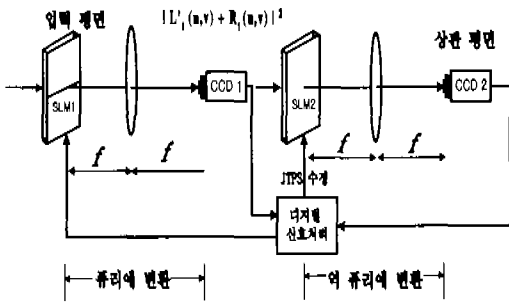 입력 평면
| L'₁(u,v) + R₁(u,v) |²
상관 평면
SLM1
CCD 1
SLM2
CCD 2
f
f
f
f
JTPS 수정
디지털
신호처리
퓨리에 변환
역 퓨리에 변환